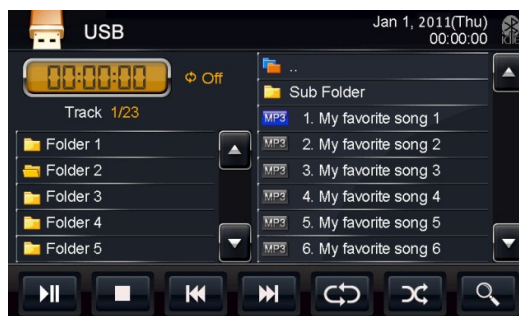 USB
Jan 1, 2011(Thu)
00:00:00
idle
00:00:00
Off
Track 1/23
Folder 1
Folder 2
Folder 3
Folder 4
Folder 5
..
Sub Folder
MP3 1. My favorite song 1
MP3 2. My favorite song 2
MP3 3. My favorite song 3
MP3 4. My favorite song 4
MP3 5. My favorite song 5
MP3 6. My favorite song 6